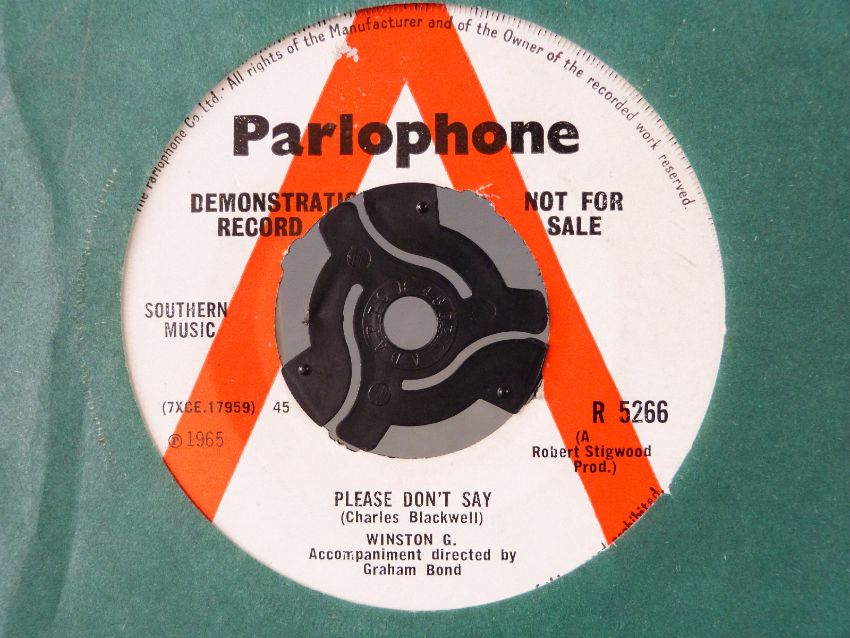 The Parlophone Co. Ltd. · All rights of the Manufacturer and of the Owner of the recorded work reserved.
Parlophone
DEMONSTRATIO
RECORD
NOT FOR
SALE
SOUTHERN
MUSIC
(7XCE.17959) 45
℗1965
R 5266
(A
Robert Stigwood
Prod.)
PLEASE DON'T SAY
(Charles Blackwell)
WINSTON G.
Accompaniment directed by
Graham Bond